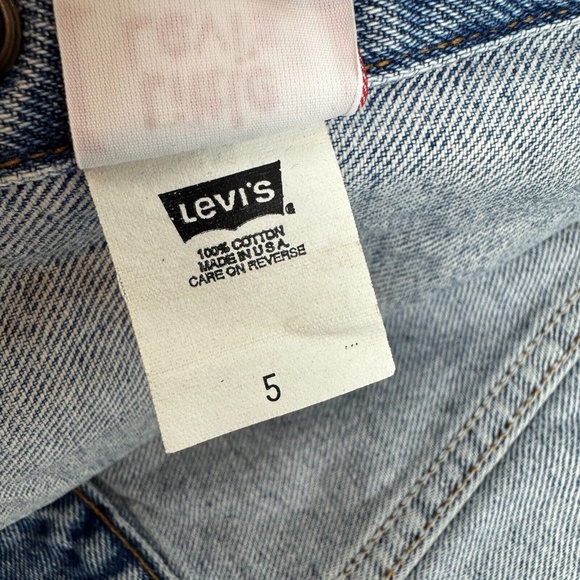 Levi's
100% COTTON
MADE IN U.S.A.
CARE ON REVERSE
5